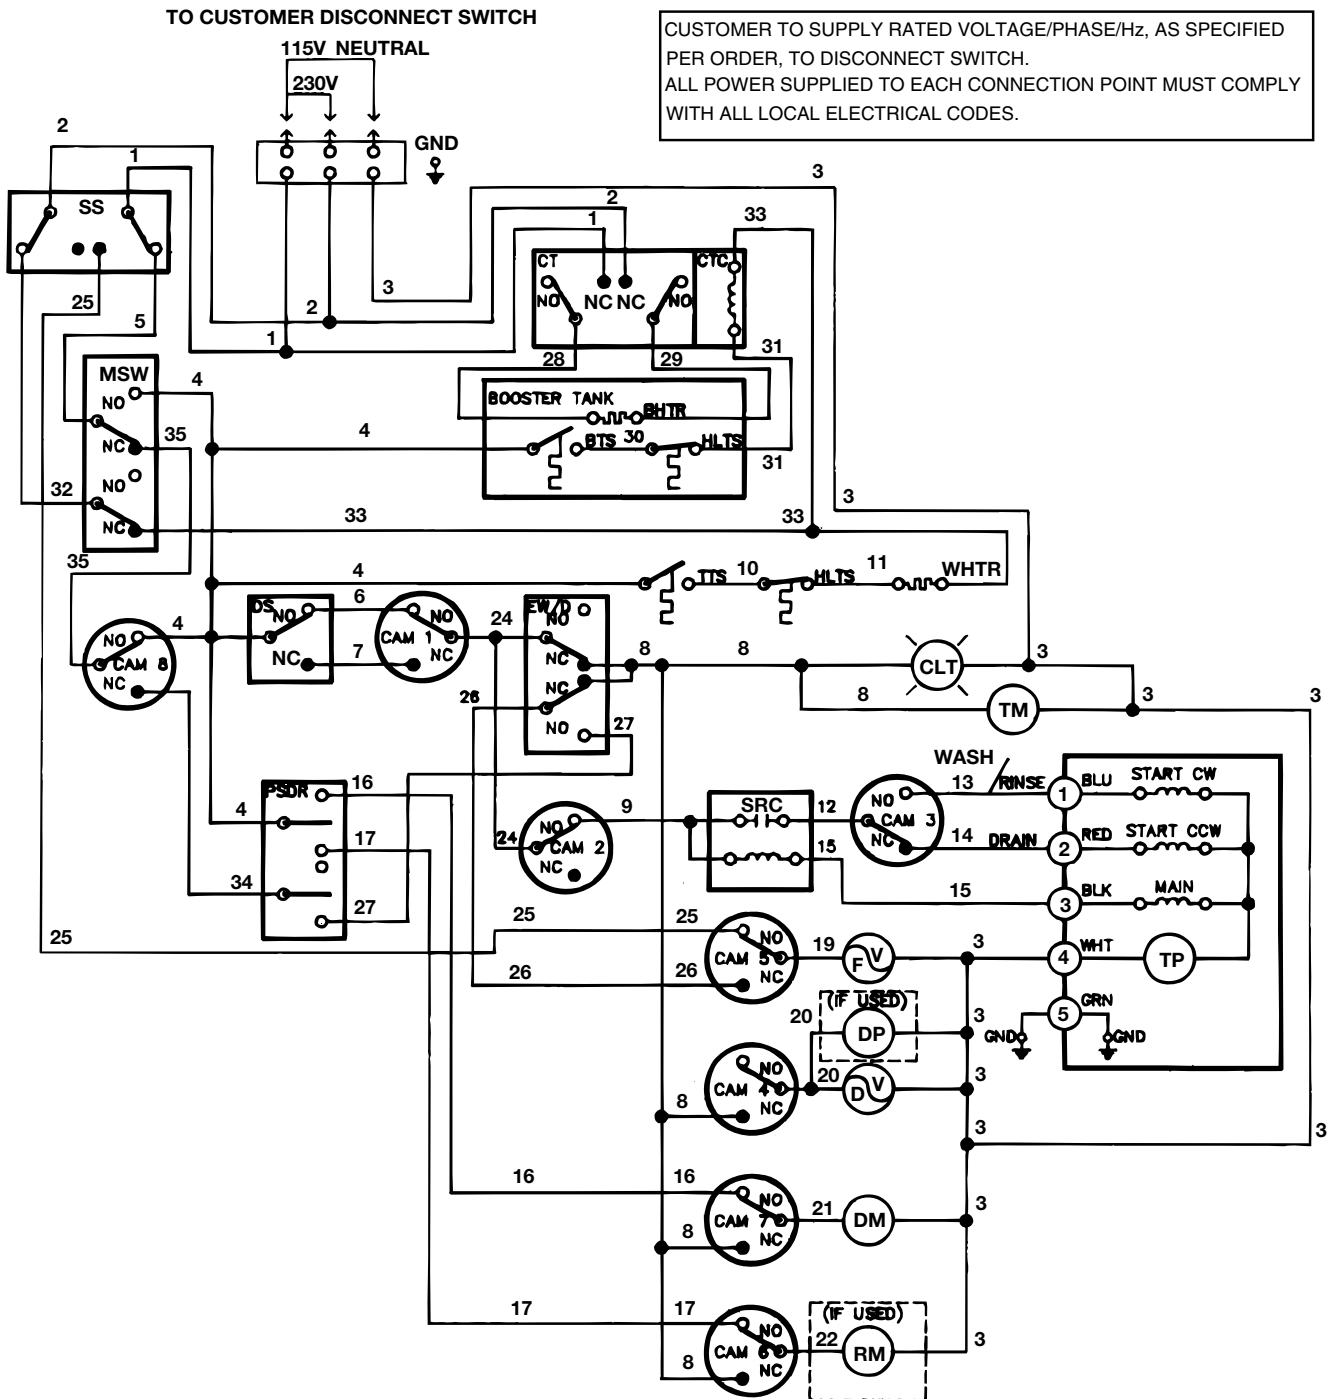 TO CUSTOMER DISCONNECT SWITCH
115V NEUTRAL
230V
GND
CUSTOMER TO SUPPLY RATED VOLTAGE/PHASE/Hz, AS SPECIFIED
PER ORDER, TO DISCONNECT SWITCH.
ALL POWER SUPPLIED TO EACH CONNECTION POINT MUST COMPLY
WITH ALL LOCAL ELECTRICAL CODES.
2
1
SS
25
5
3
2
1
3
2
1
33
CT
NO
NC NC
NO
CTC
28
29
31
MSW
NO
NC
NO
NC
4
35
32
35
BOOSTER TANK
BHTR
4
BTS 30
HLTS
31
3
33
33
4
TTS
10
HLTS
11
WHTR
NO
CAM 8
NC
4
DS
NO
NC
6
7
NO
CAM 1
NC
24
EW/D
NO
NC
NC
NO
26
27
8
8
CLT
3
8
TM
3
3
PSDR
16
4
17
34
27
24
NO
CAM 2
NC
9
SRC
12
15
NO
CAM 3
NC
WASH
13
RINSE
14
DRAIN
15
1
BLU
START CW
2
RED
START CCW
3
BLK
MAIN
4
WHT
TP
5
GRN
GND
GND
25
25
25
26
26
NO
CAM 5
NC
19
F V
3
(IF USED)
20
DP
3
NO
CAM 4
NC
8
20
D V
3
3
3
16
16
NO
CAM 7
NC
8
21
DM
3
17
17
NO
CAM 6
NC
8
(IF USED)
22
RM
3